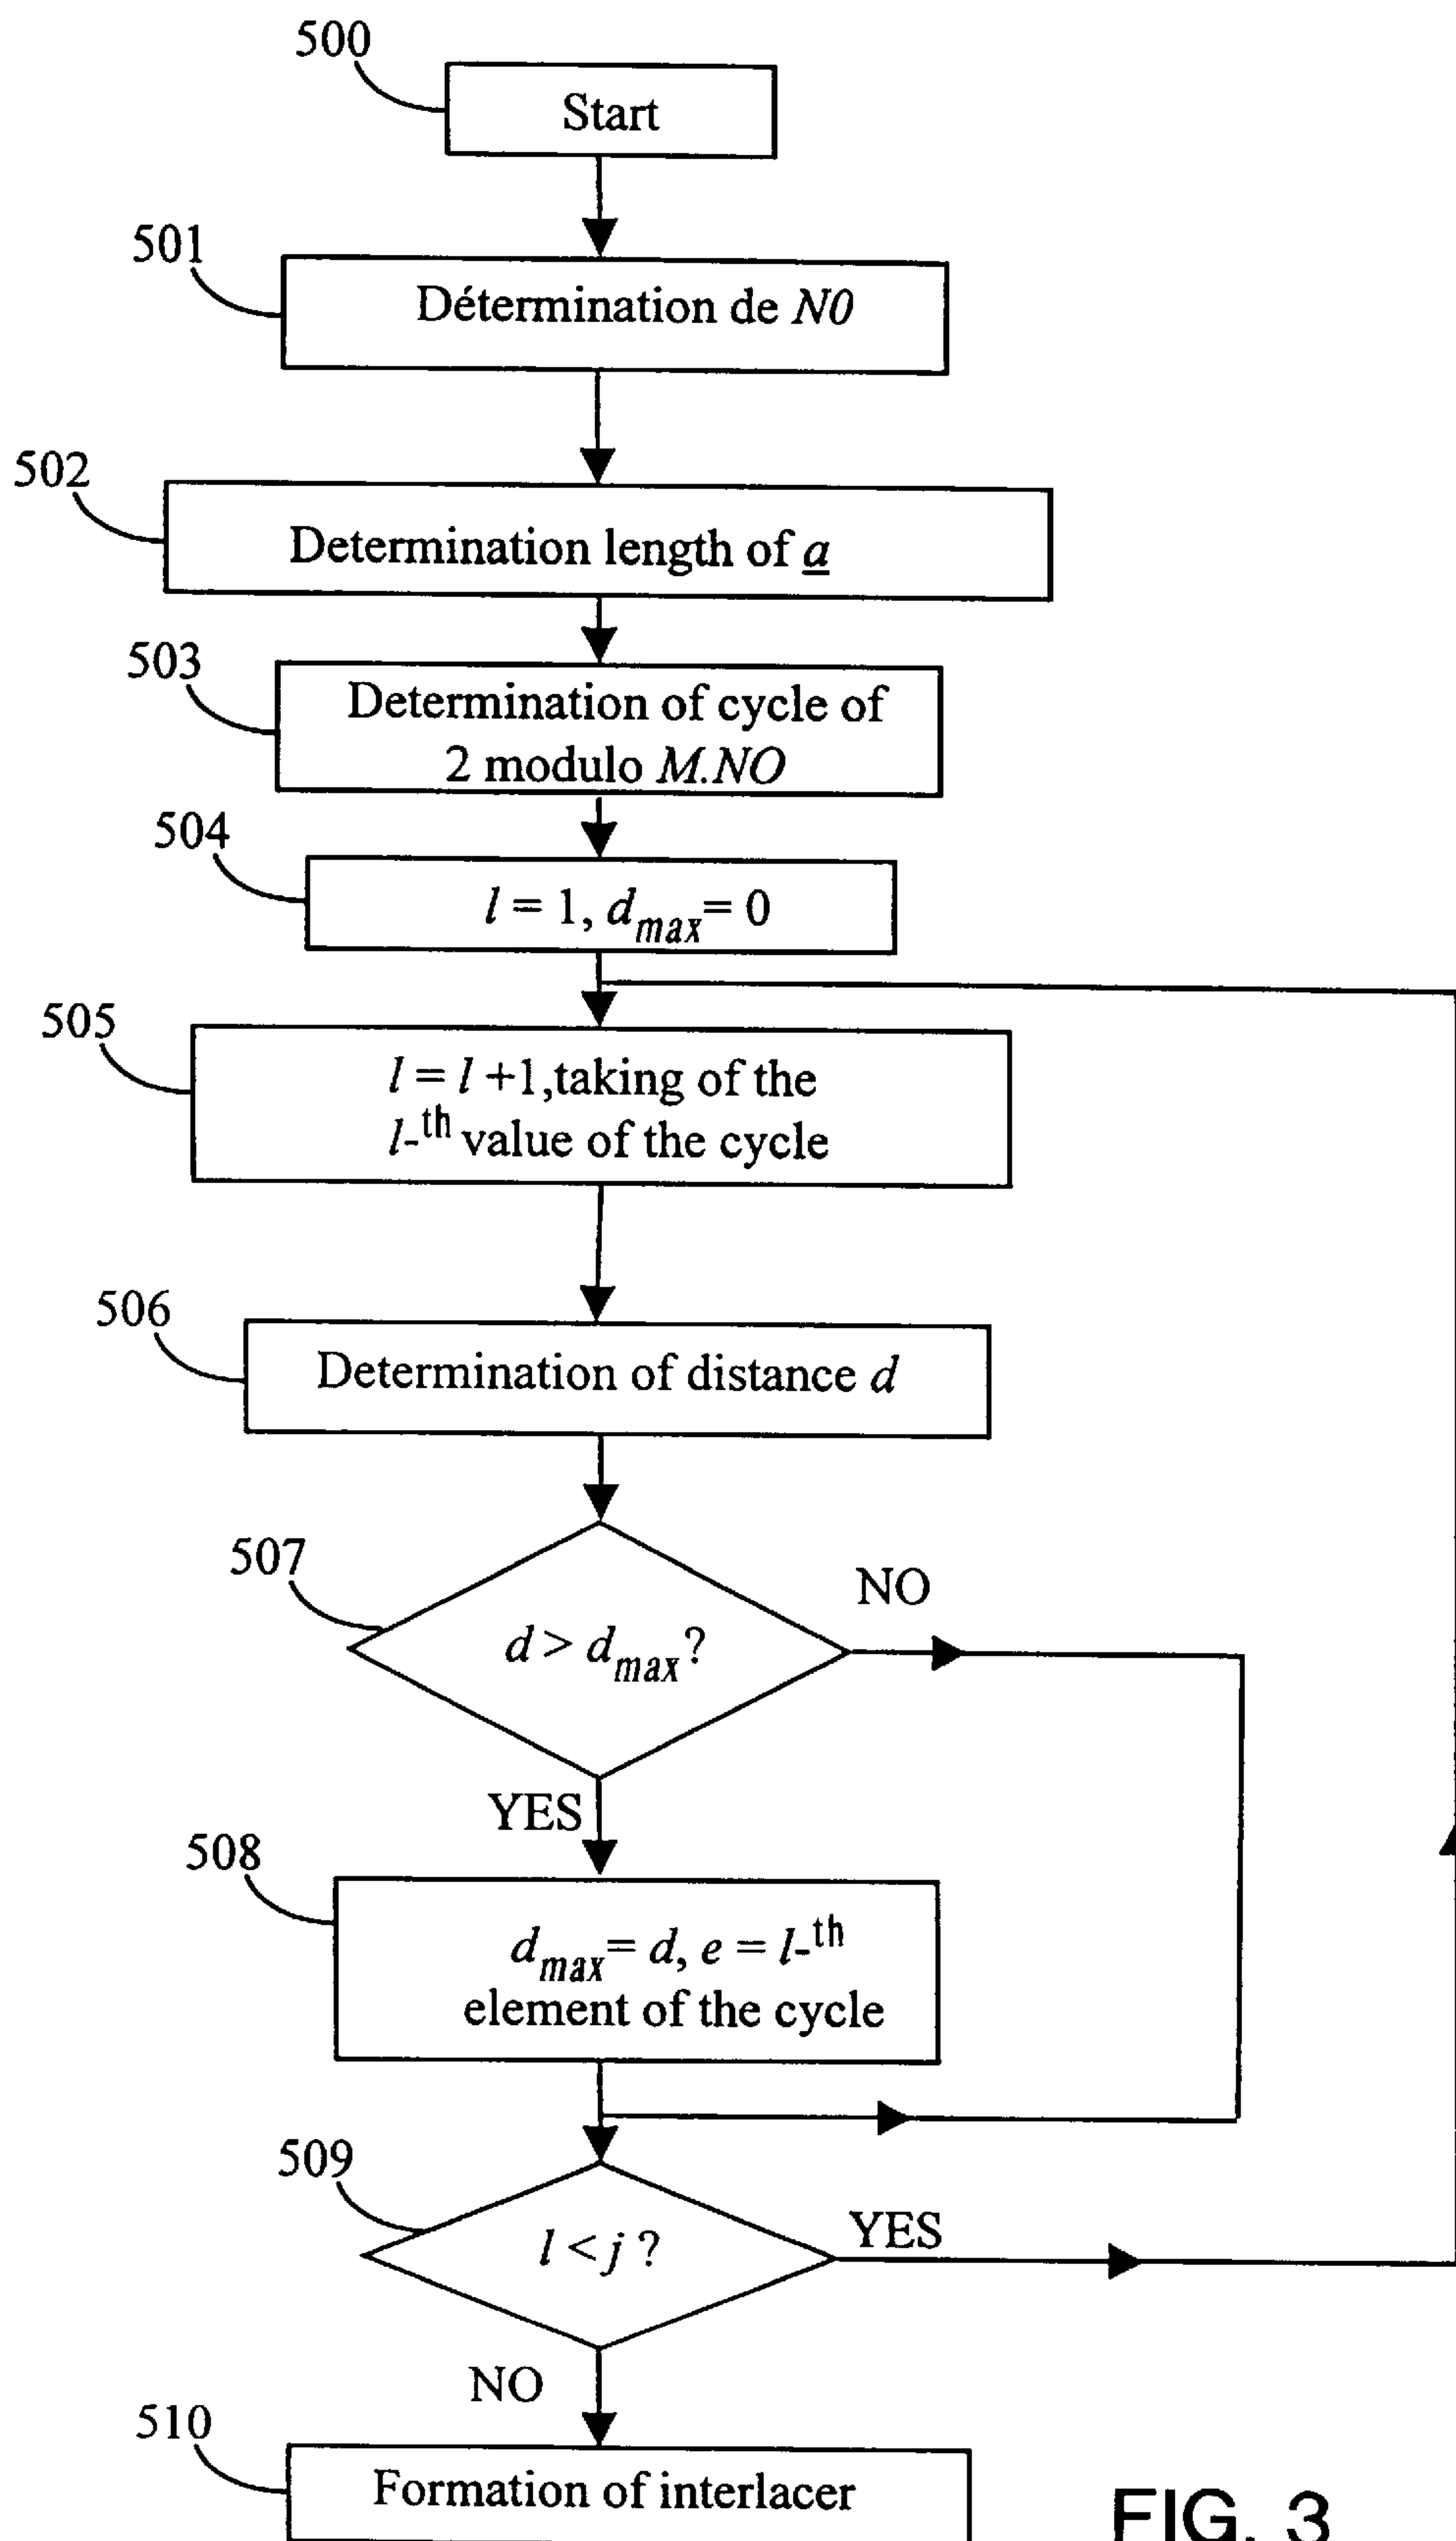 500
Start
501
Détermination de N0
502
Determination length of a
503
Determination of cycle of
2 modulo M.NO
504
l = 1, dmax= 0
505
l = l +1,taking of the
l-th value of the cycle
506
Determination of distance d
507
d > dmax?
NO
YES
508
dmax= d, e = l-th
element of the cycle
509
l < j ?
YES
NO
510
Formation of interlacer
FIG. 3